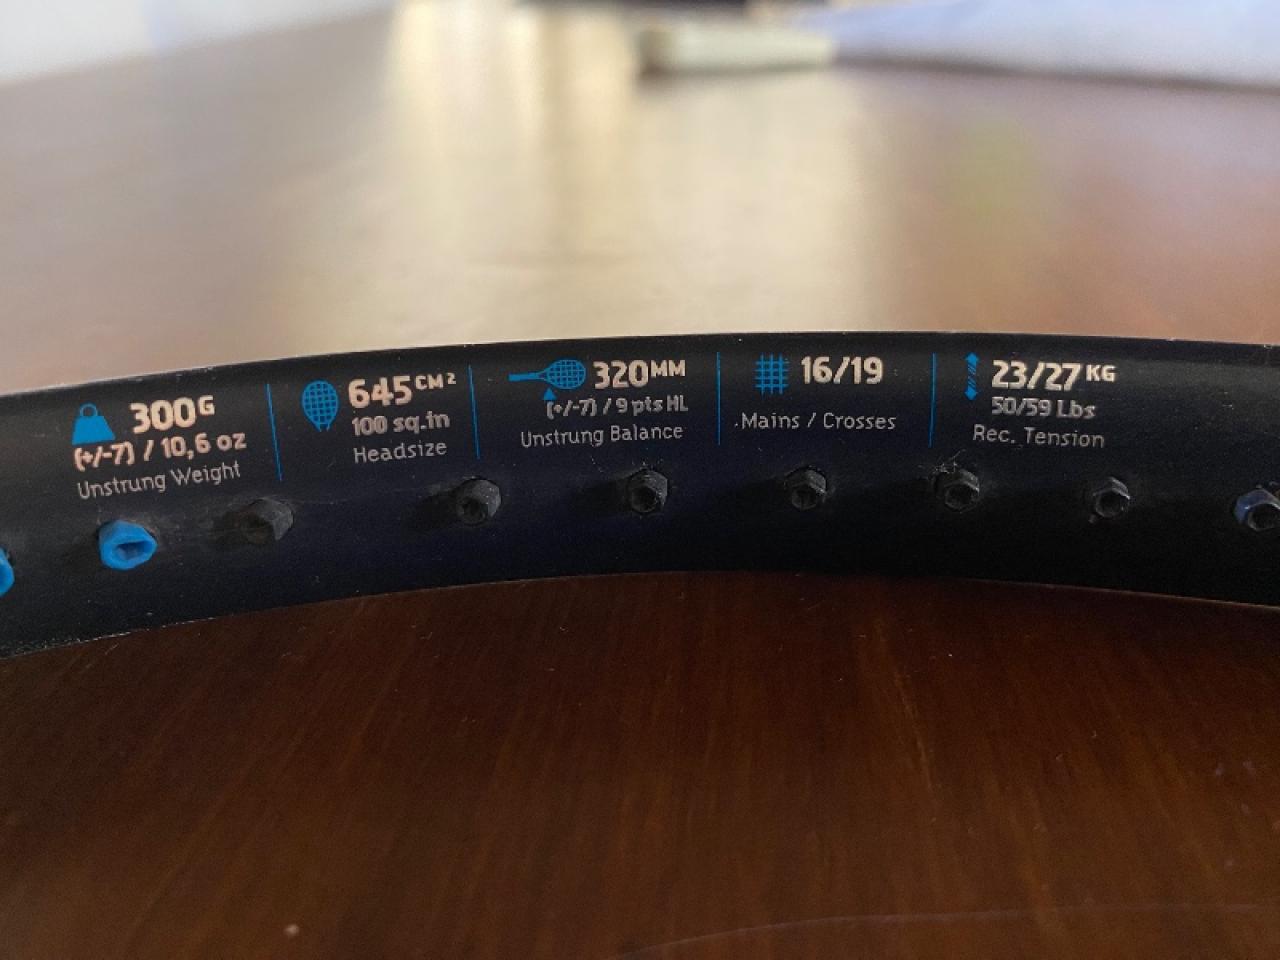 300G
(+/-7) / 10,6 oz
Unstrung Weight
645CM²
100 sq.in
Headsize
320MM
(+/-7) / 9 pts HL
Unstrung Balance
16/19
Mains / Crosses
23/27KG
50/59 Lbs
Rec. Tension